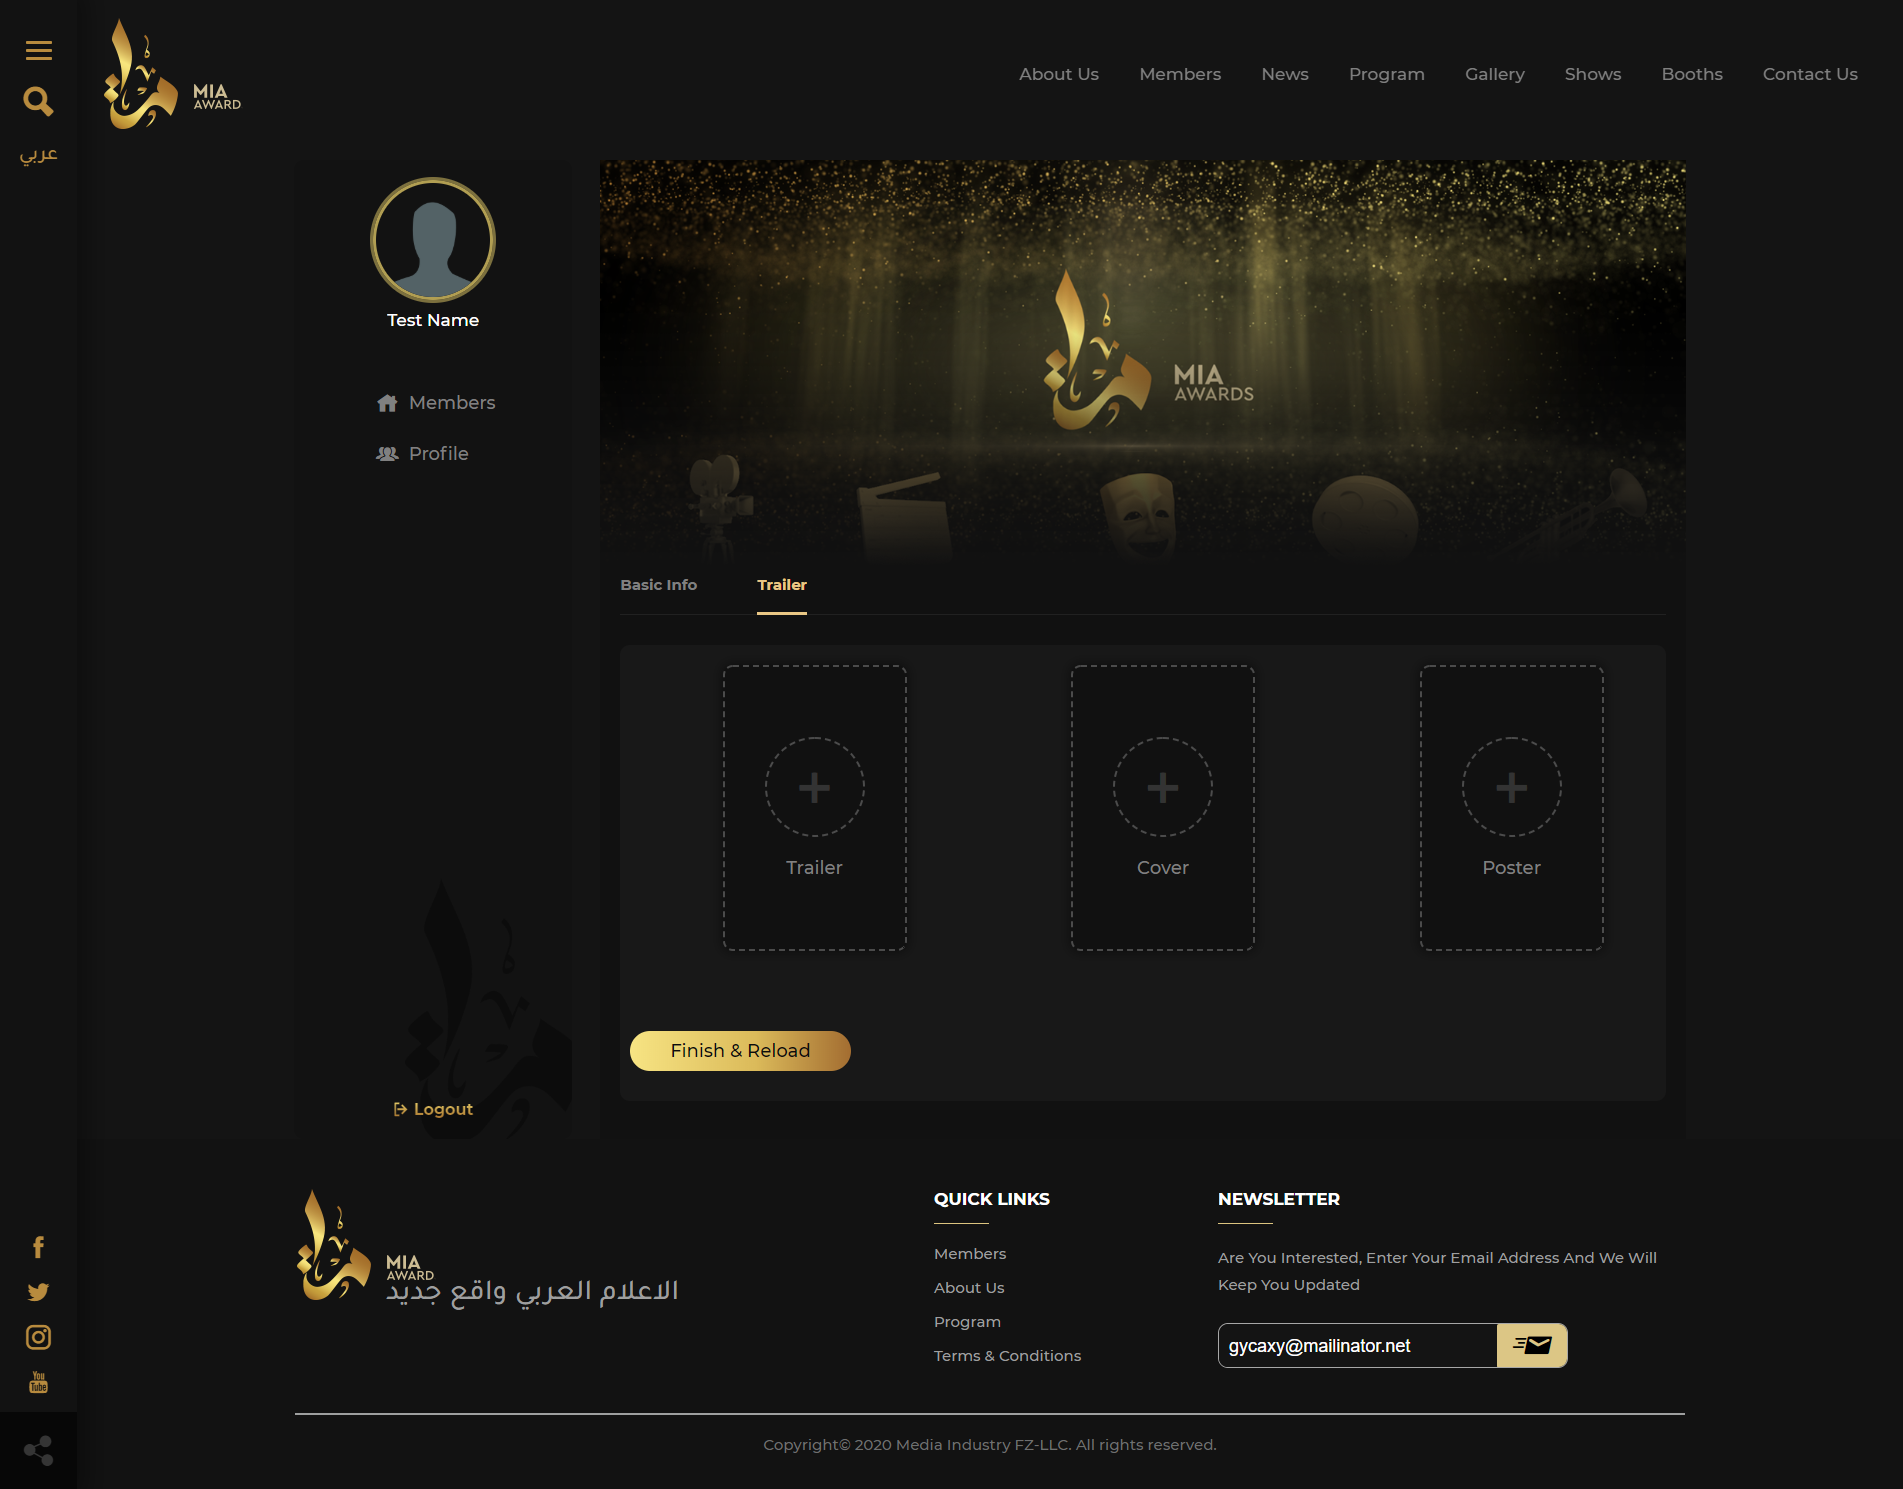 عربي
MIA
AWARD
About Us
Members
News
Program
Gallery
Shows
Booths
Contact Us
Test Name
Members
Profile
Logout
MIA
AWARDS
Basic Info
Trailer
Trailer
Cover
Poster
Finish & Reload
MIA
AWARD
الاعلام العربي واقع جديد
QUICK LINKS
Members
About Us
Program
Terms & Conditions
NEWSLETTER
Are You Interested, Enter Your Email Address And We Will
Keep You Updated
gycaxy@mailinator.net
You
Tube
Copyright© 2020 Media Industry FZ-LLC. All rights reserved.